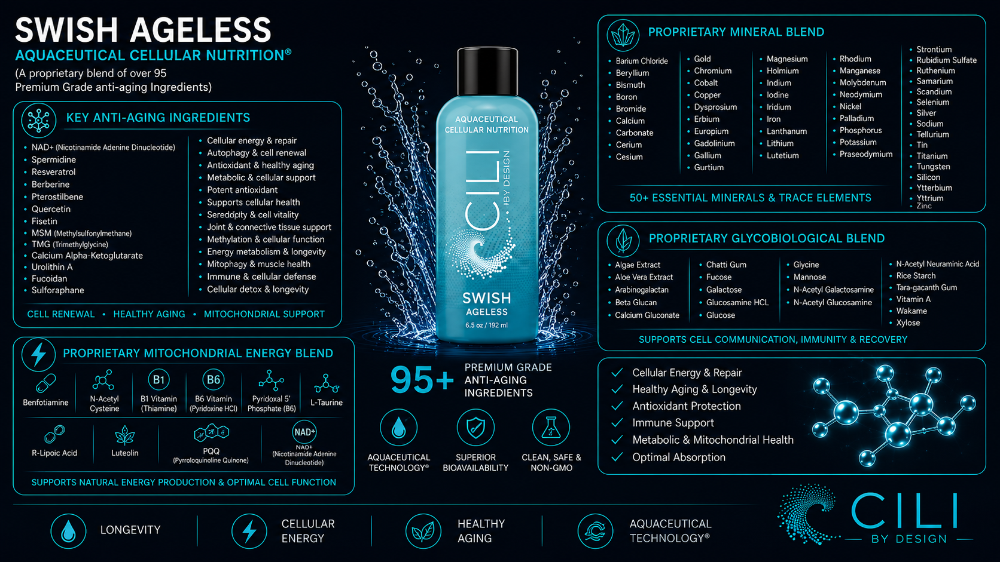 SWISH AGELESS
AQUACEUTICAL CELLULAR NUTRITION®
(A proprietary blend of over 95
Premium Grade anti-aging Ingredients)
KEY ANTI-AGING INGREDIENTS
• NAD+ (Nicotinamide Adenine Dinucleotide)
• Spermidine
• Resveratrol
• Berberine
• Pterostilbene
• Quercetin
• Fisetin
• MSM (Methylsulfonylmethane)
• TMG (Trimethylglycine)
• Calcium Alpha-Ketoglutarate
• Urolithin A
• Fucoidan
• Sulforaphane
• Cellular energy & repair
• Autophagy & cell renewal
• Antioxidant & healthy aging
• Metabolic & cellular support
• Potent antioxidant
• Supports cellular health
• Sereddipity & cell vitality
• Joint & connective tissue support
• Methylation & cellular function
• Energy metabolism & longevity
• Mitophagy & muscle health
• Immune & cellular defense
• Cellular detox & longevity
CELL RENEWAL • HEALTHY AGING • MITOCHONDRIAL SUPPORT
PROPRIETARY MITOCHONDRIAL ENERGY BLEND
Benfotiamine
N-Acetyl
Cysteine
B1
B1 Vitamin
(Thiamine)
B6
B6 Vitamin
(Pyridoxine HCl)
Pyridoxal 5'
Phosphate (B6)
L-Taurine
R-Lipoic Acid
Luteolin
PQQ
(Pyrroloquinoline Quinone)
NAD+
NAD+
(Nicotinamide Adenine
Dinucleotide)
SUPPORTS NATURAL ENERGY PRODUCTION & OPTIMAL CELL FUNCTION
AQUACEUTICAL
CELLULAR NUTRITION
CILI
BY DESIGN
SWISH
AGELESS
6.5 oz / 192 ml
95+
PREMIUM GRADE
ANTI-AGING
INGREDIENTS
AQUACEUTICAL
TECHNOLOGY®
SUPERIOR
BIOAVAILABILITY
CLEAN, SAFE &
NON-GMO
PROPRIETARY MINERAL BLEND
• Barium Chloride
• Beryllium
• Bismuth
• Boron
• Bromide
• Calcium
• Carbonate
• Cerium
• Cesium
• Gold
• Chromium
• Cobalt
• Copper
• Dysprosium
• Erbium
• Europium
• Gadolinium
• Gallium
• Gurtium
• Magnesium
• Holmium
• Indium
• Iodine
• Iridium
• Iron
• Lanthanum
• Lithium
• Lutetium
• Rhodium
• Manganese
• Molybdenum
• Neodymium
• Nickel
• Palladium
• Phosphorus
• Potassium
• Praseodymium
• Strontium
• Rubidium Sulfate
• Ruthenium
• Samarium
• Scandium
• Selenium
• Silver
• Sodium
• Tellurium
• Tin
• Titanium
• Tungsten
• Silicon
• Ytterbium
• Yttrium
• Zinc
50+ ESSENTIAL MINERALS & TRACE ELEMENTS
PROPRIETARY GLYCOBIOLOGICAL BLEND
• Algae Extract
• Aloe Vera Extract
• Arabinogalactan
• Beta Glucan
• Calcium Gluconate
• Chatti Gum
• Fucose
• Galactose
• Glucosamine HCL
• Glucose
• Glycine
• Mannose
• N-Acetyl Galactosamine
• N-Acetyl Glucosamine
• N-Acetyl Neuraminic Acid
• Rice Starch
• Tara-gacanth Gum
• Vitamin A
• Wakame
• Xylose
SUPPORTS CELL COMMUNICATION, IMMUNITY & RECOVERY
Cellular Energy & Repair
Healthy Aging & Longevity
Antioxidant Protection
Immune Support
Metabolic & Mitochondrial Health
Optimal Absorption
LONGEVITY
CELLULAR
ENERGY
HEALTHY
AGING
AQUACEUTICAL
TECHNOLOGY®
CILI
BY DESIGN